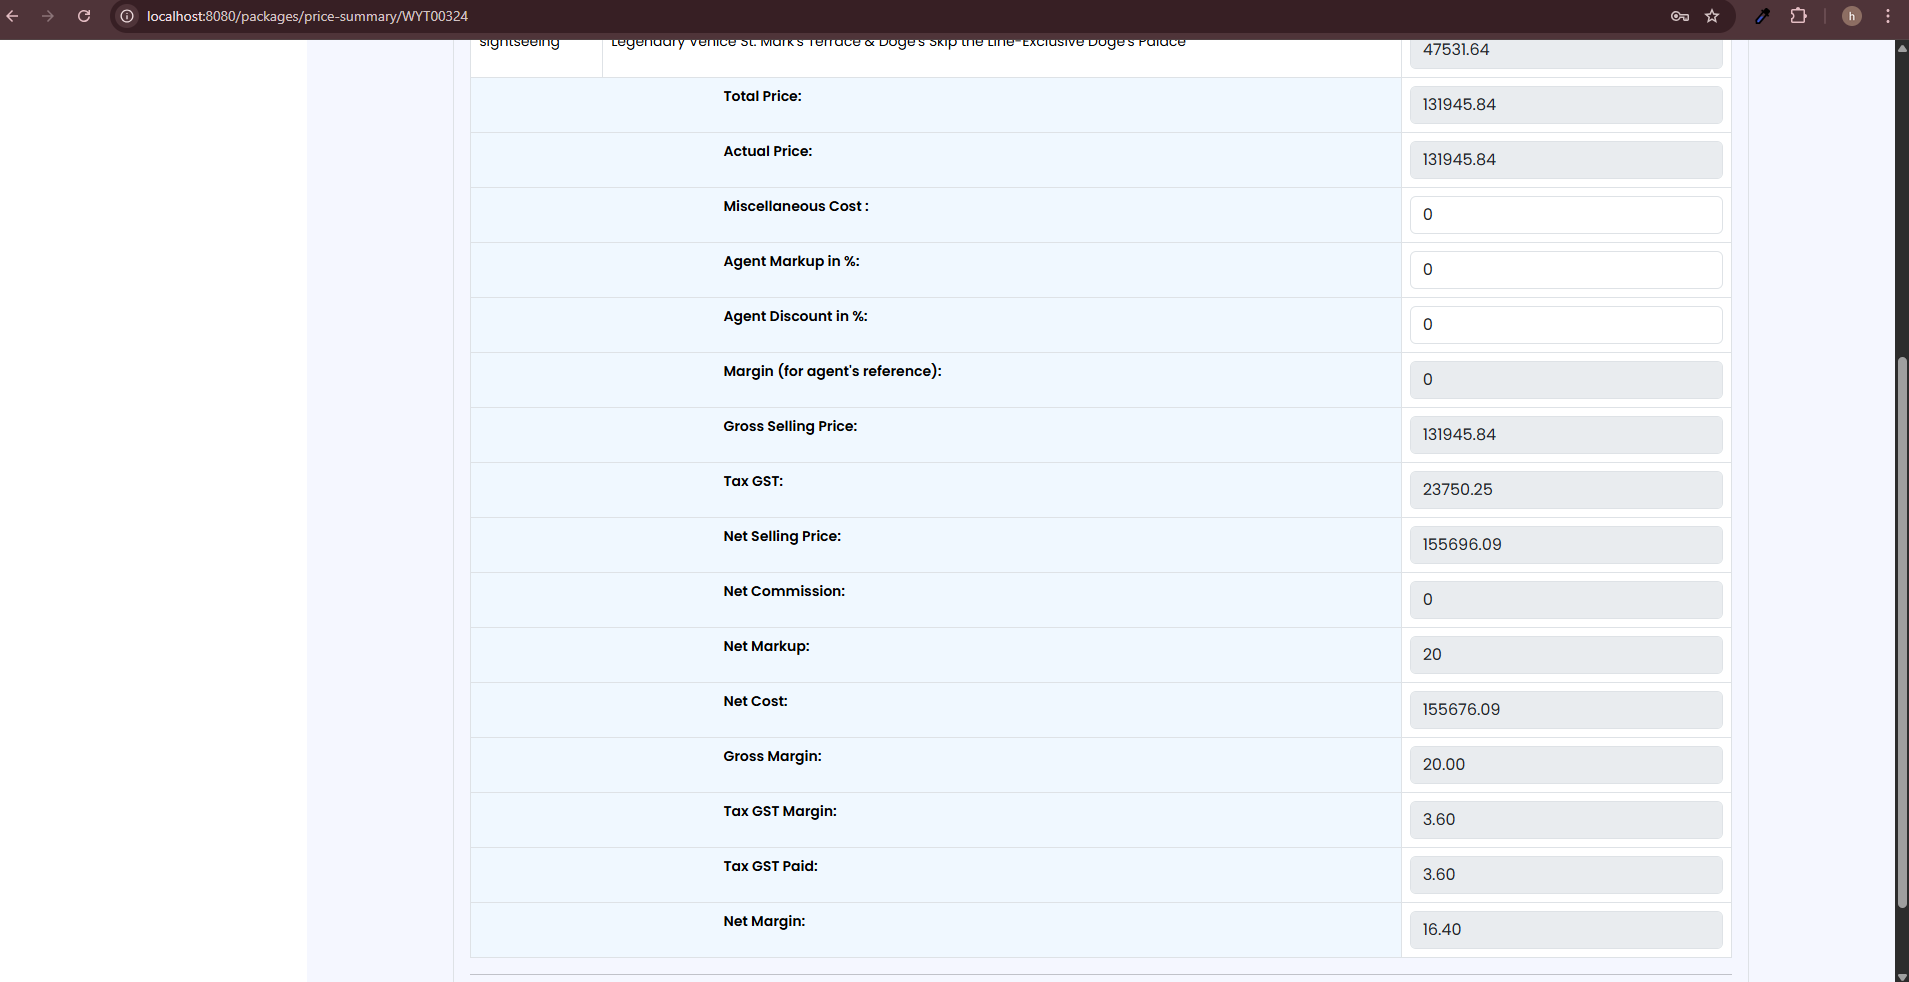 localhost:8080/packages/price-summary/WYT00324
h
sightseeing Legendary Venice St. Mark's Terrace & Doge's Skip the Line-Exclusive Doge's Palace 47531.64
Total Price: 131945.84
Actual Price: 131945.84
Miscellaneous Cost : 0
Agent Markup in %: 0
Agent Discount in %: 0
Margin (for agent's reference): 0
Gross Selling Price: 131945.84
Tax GST: 23750.25
Net Selling Price: 155696.09
Net Commission: 0
Net Markup: 20
Net Cost: 155676.09
Gross Margin: 20.00
Tax GST Margin: 3.60
Tax GST Paid: 3.60
Net Margin: 16.40